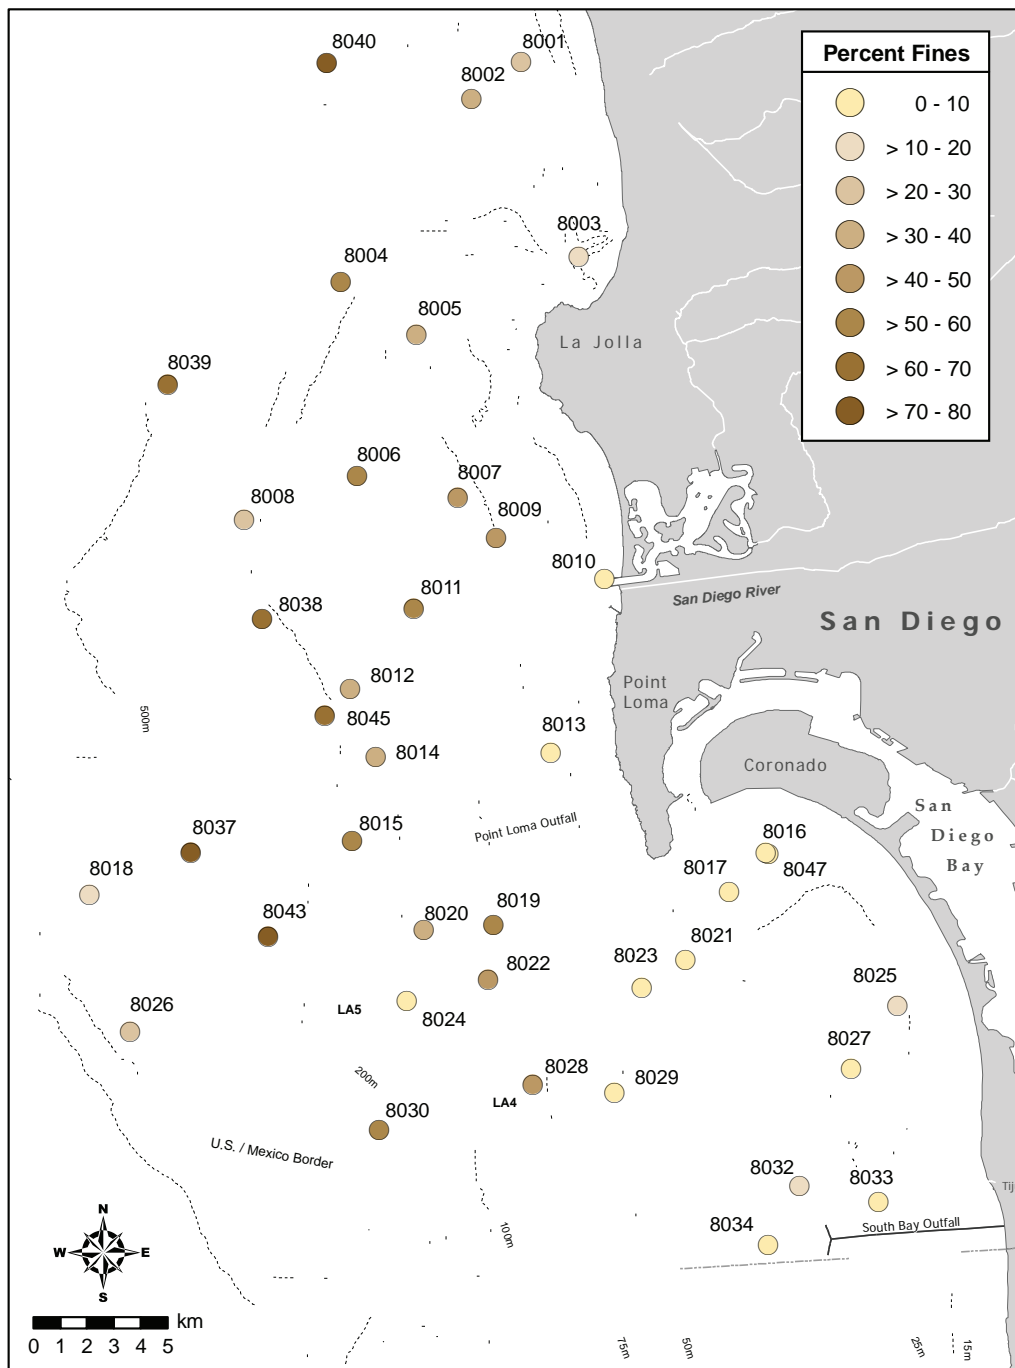 8040
8001
8002
Percent Fines
0 - 10
> 10 - 20
> 20 - 30
> 30 - 40
> 40 - 50
> 50 - 60
> 60 - 70
> 70 - 80
8003
8004
8005
La Jolla
8039
8006
8007
8008
8009
8010
San Diego River
8011
8038
San Diego
8012
Point
Loma
8045
500m
8013
8014
Coronado
San
Diego
Bay
8015
Point Loma Outfall
8016
8047
8037
8018
8017
8043
8020
8019
8021
8023
8022
8025
8026
LA5
8024
8027
200m
8028
8029
LA4
8030
U.S. / Mexico Border
8032
8033
Tij
8034
South Bay Outfall
100m
N
W
E
S
km
0 1 2 3 4 5
75m
50m
25m
15m